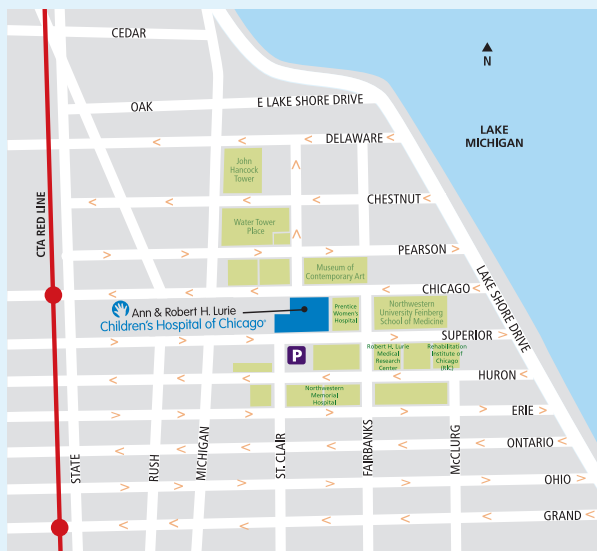 CEDAR
N
OAK
E LAKE SHORE DRIVE
DELAWARE
LAKE
MICHIGAN
John
Hancock
Tower
CHESTNUT
CTA RED LINE
Water Tower
Place
PEARSON
Museum of
Contemporary Art
CHICAGO
LAKE SHORE DRIVE
Ann & Robert H. Lurie
Children's Hospital of Chicago®
Prentice
Women's
Hospital
Northwestern
University Feinberg
School of Medicine
SUPERIOR
P
Robert H. Lurie
Medical
Research
Center
Rehabilitation
Institute of
Chicago
(RIC)
HURON
Northwestern
Memorial
Hospital
ERIE
ONTARIO
STATE
RUSH
MICHIGAN
ST. CLAIR
FAIRBANKS
McCLURG
OHIO
GRAND